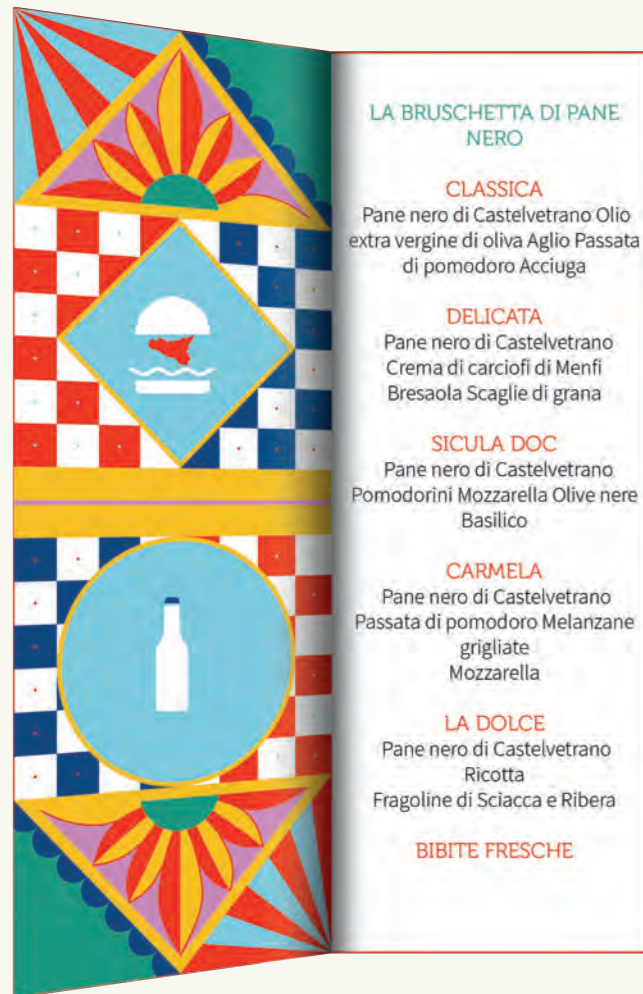 LA BRUSCHETTA DI PANE
NERO
CLASSICA
Pane nero di Castelvetrano Olio
extra vergine di oliva Aglio Passata
di pomodoro Acciuga
DELICATA
Pane nero di Castelvetrano
Crema di carciofi di Menfi
Bresaola Scaglie di grana
SICULA DOC
Pane nero di Castelvetrano
Pomodorini Mozzarella Olive nere
Basilico
CARMELA
Pane nero di Castelvetrano
Passata di pomodoro Melanzane
grigliate
Mozzarella
LA DOLCE
Pane nero di Castelvetrano
Ricotta
Fragoline di Sciacca e Ribera
BIBITE FRESCHE